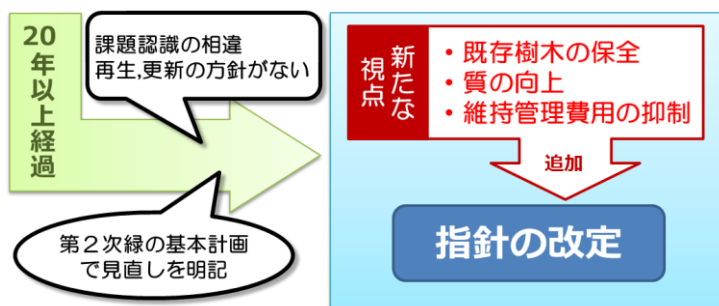 20年以上経過
課題認識の相違
再生,更新の方針がない
第２次緑の基本計画
で見直しを明記
新たな
視点
・既存樹木の保全
・質の向上
・維持管理費用の抑制
追加
指針の改定